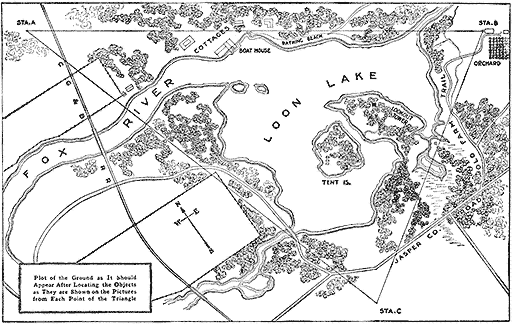 STA.A
STA.B
COTTAGES
BOAT HOUSE
BATHING BEACH
ORCHARD
FOX RIVER
LOON LAKE
TRAIL
TENT IS.
N
W E
S
R R
JASPER CO.
ROAD
STA.C
Plot of the Ground as It Should
Appear After Locating the Objects
as They are Shown on the Pictures
from Each Point of the Triangle